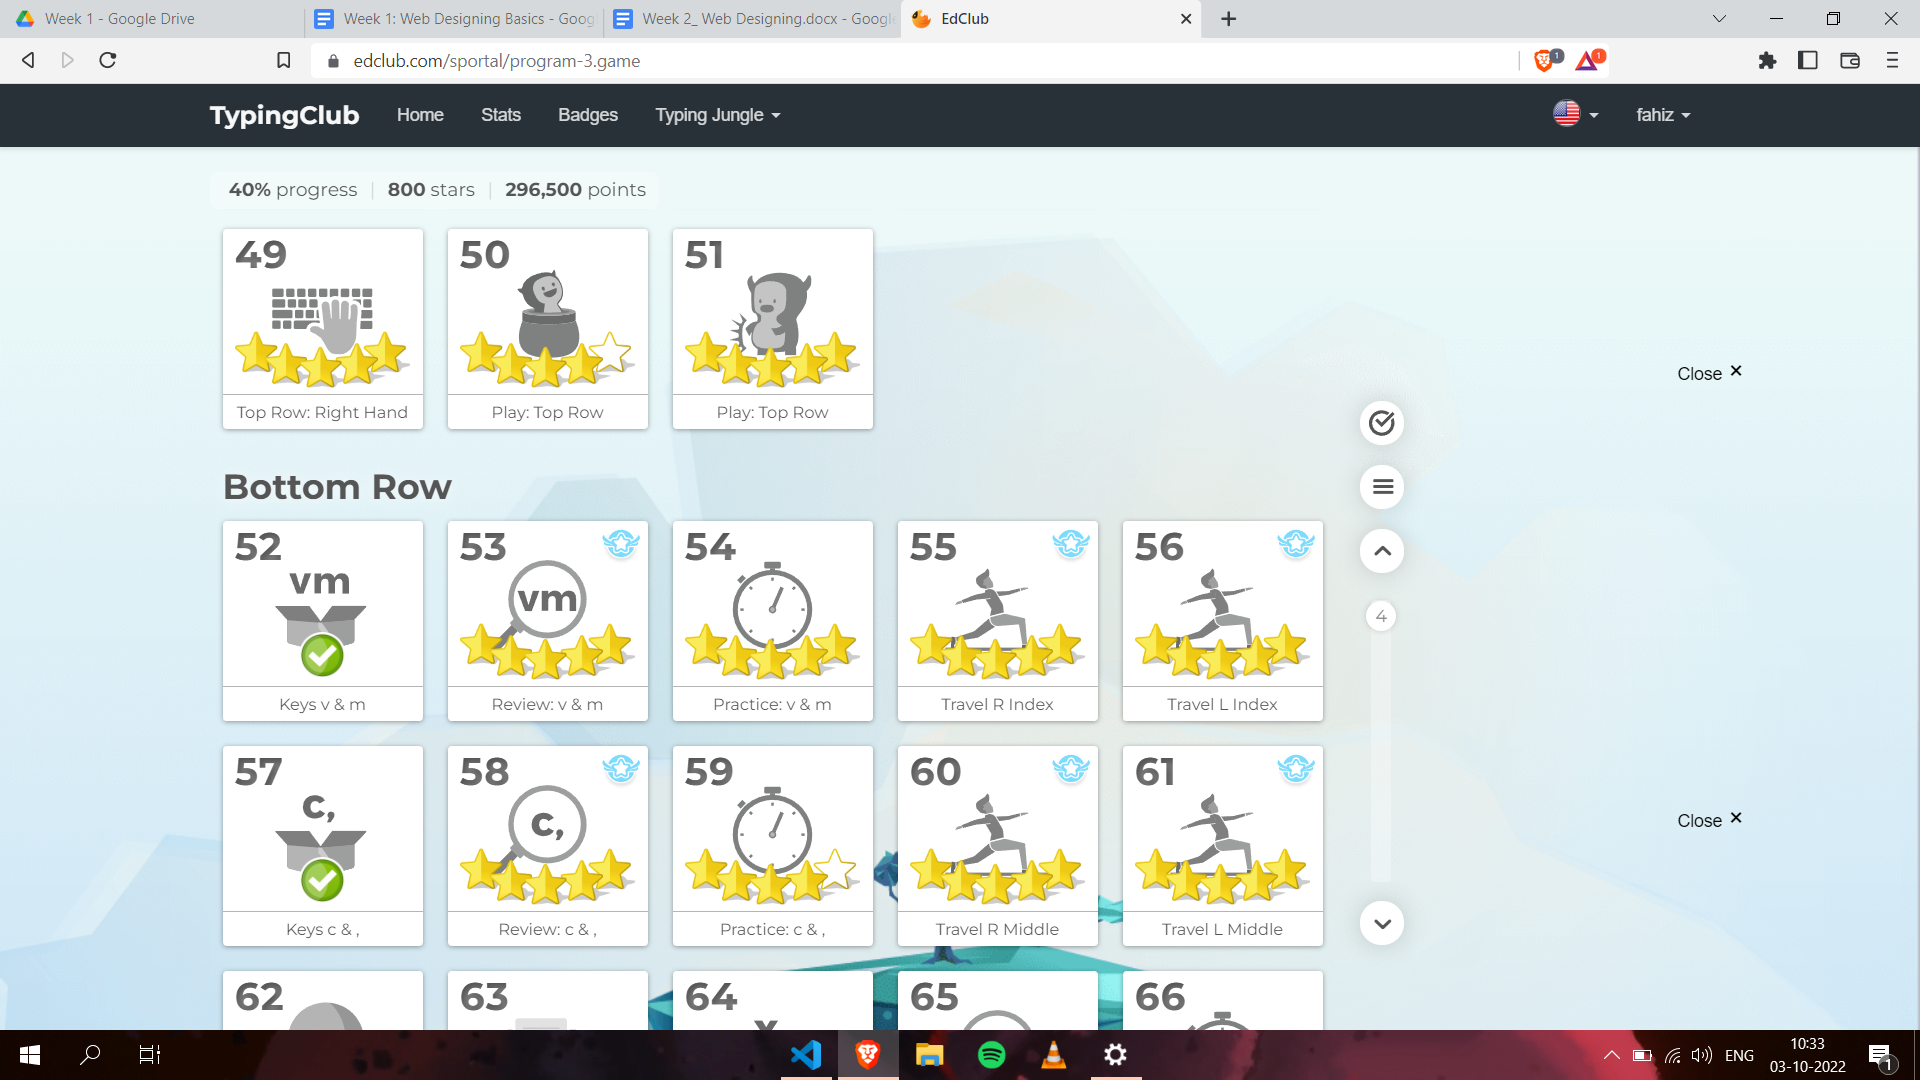 Week 1 - Google Drive
Week 1: Web Designing Basics - Goog
Week 2_ Web Designing.docx - Google
EdClub
edclub.com/sportal/program-3.game
1
1
TypingClub
Home
Stats
Badges
Typing Jungle
fahiz
40% progress
800 stars
296,500 points
49
50
51
Top Row: Right Hand
Play: Top Row
Play: Top Row
Close
Bottom Row
52
53
54
55
56
vm
vm
4
Keys v & m
Review: v & m
Practice: v & m
Travel R Index
Travel L Index
57
58
59
60
61
c,
c,
Close
Keys c & ,
Review: c & ,
Practice: c & ,
Travel R Middle
Travel L Middle
62
63
64
65
66
ENG
10:33
03-10-2022
1